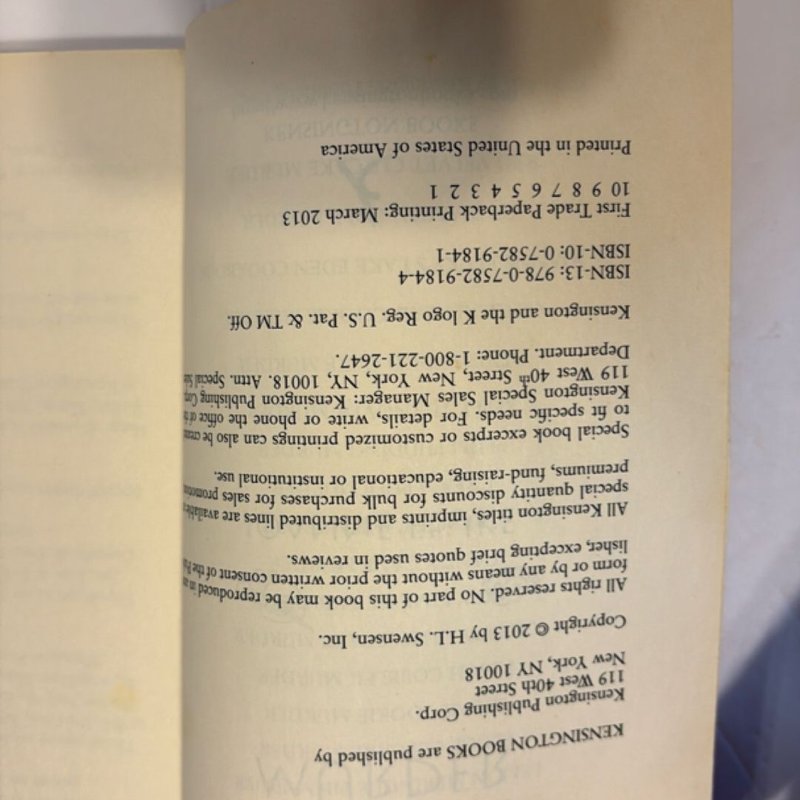 KENSINGTON BOOKS are published by
Kensington Publishing Corp.
119 West 40th Street
New York, NY 10018
Copyright © 2013 by H.L. Swensen, Inc.
All rights reserved. No part of this book may be reproduced in
form or by any means without the prior written consent of the
lisher, excepting brief quotes used in reviews.
All Kensington titles, imprints and distributed lines are available
special quantity discounts for bulk purchases for sales
premiums, fund-raising, educational or institutional use.
Special book excerpts or customized printings can also be
to fit specific needs. For details, write or phone the office of
Kensington Special Sales Manager: Kensington Publishing Corp.
119 West 40th Street, New York, NY, 10018. Attn. Special
Department. Phone: 1-800-221-2647.
Kensington and the K logo Reg. U.S. Pat. & TM Off.
ISBN-13: 978-0-7582-9184-4
ISBN-10: 0-7582-9184-1
First Trade Paperback Printing: March 2013
10 9 8 7 6 5 4 3 2 1
Printed in the United States of America